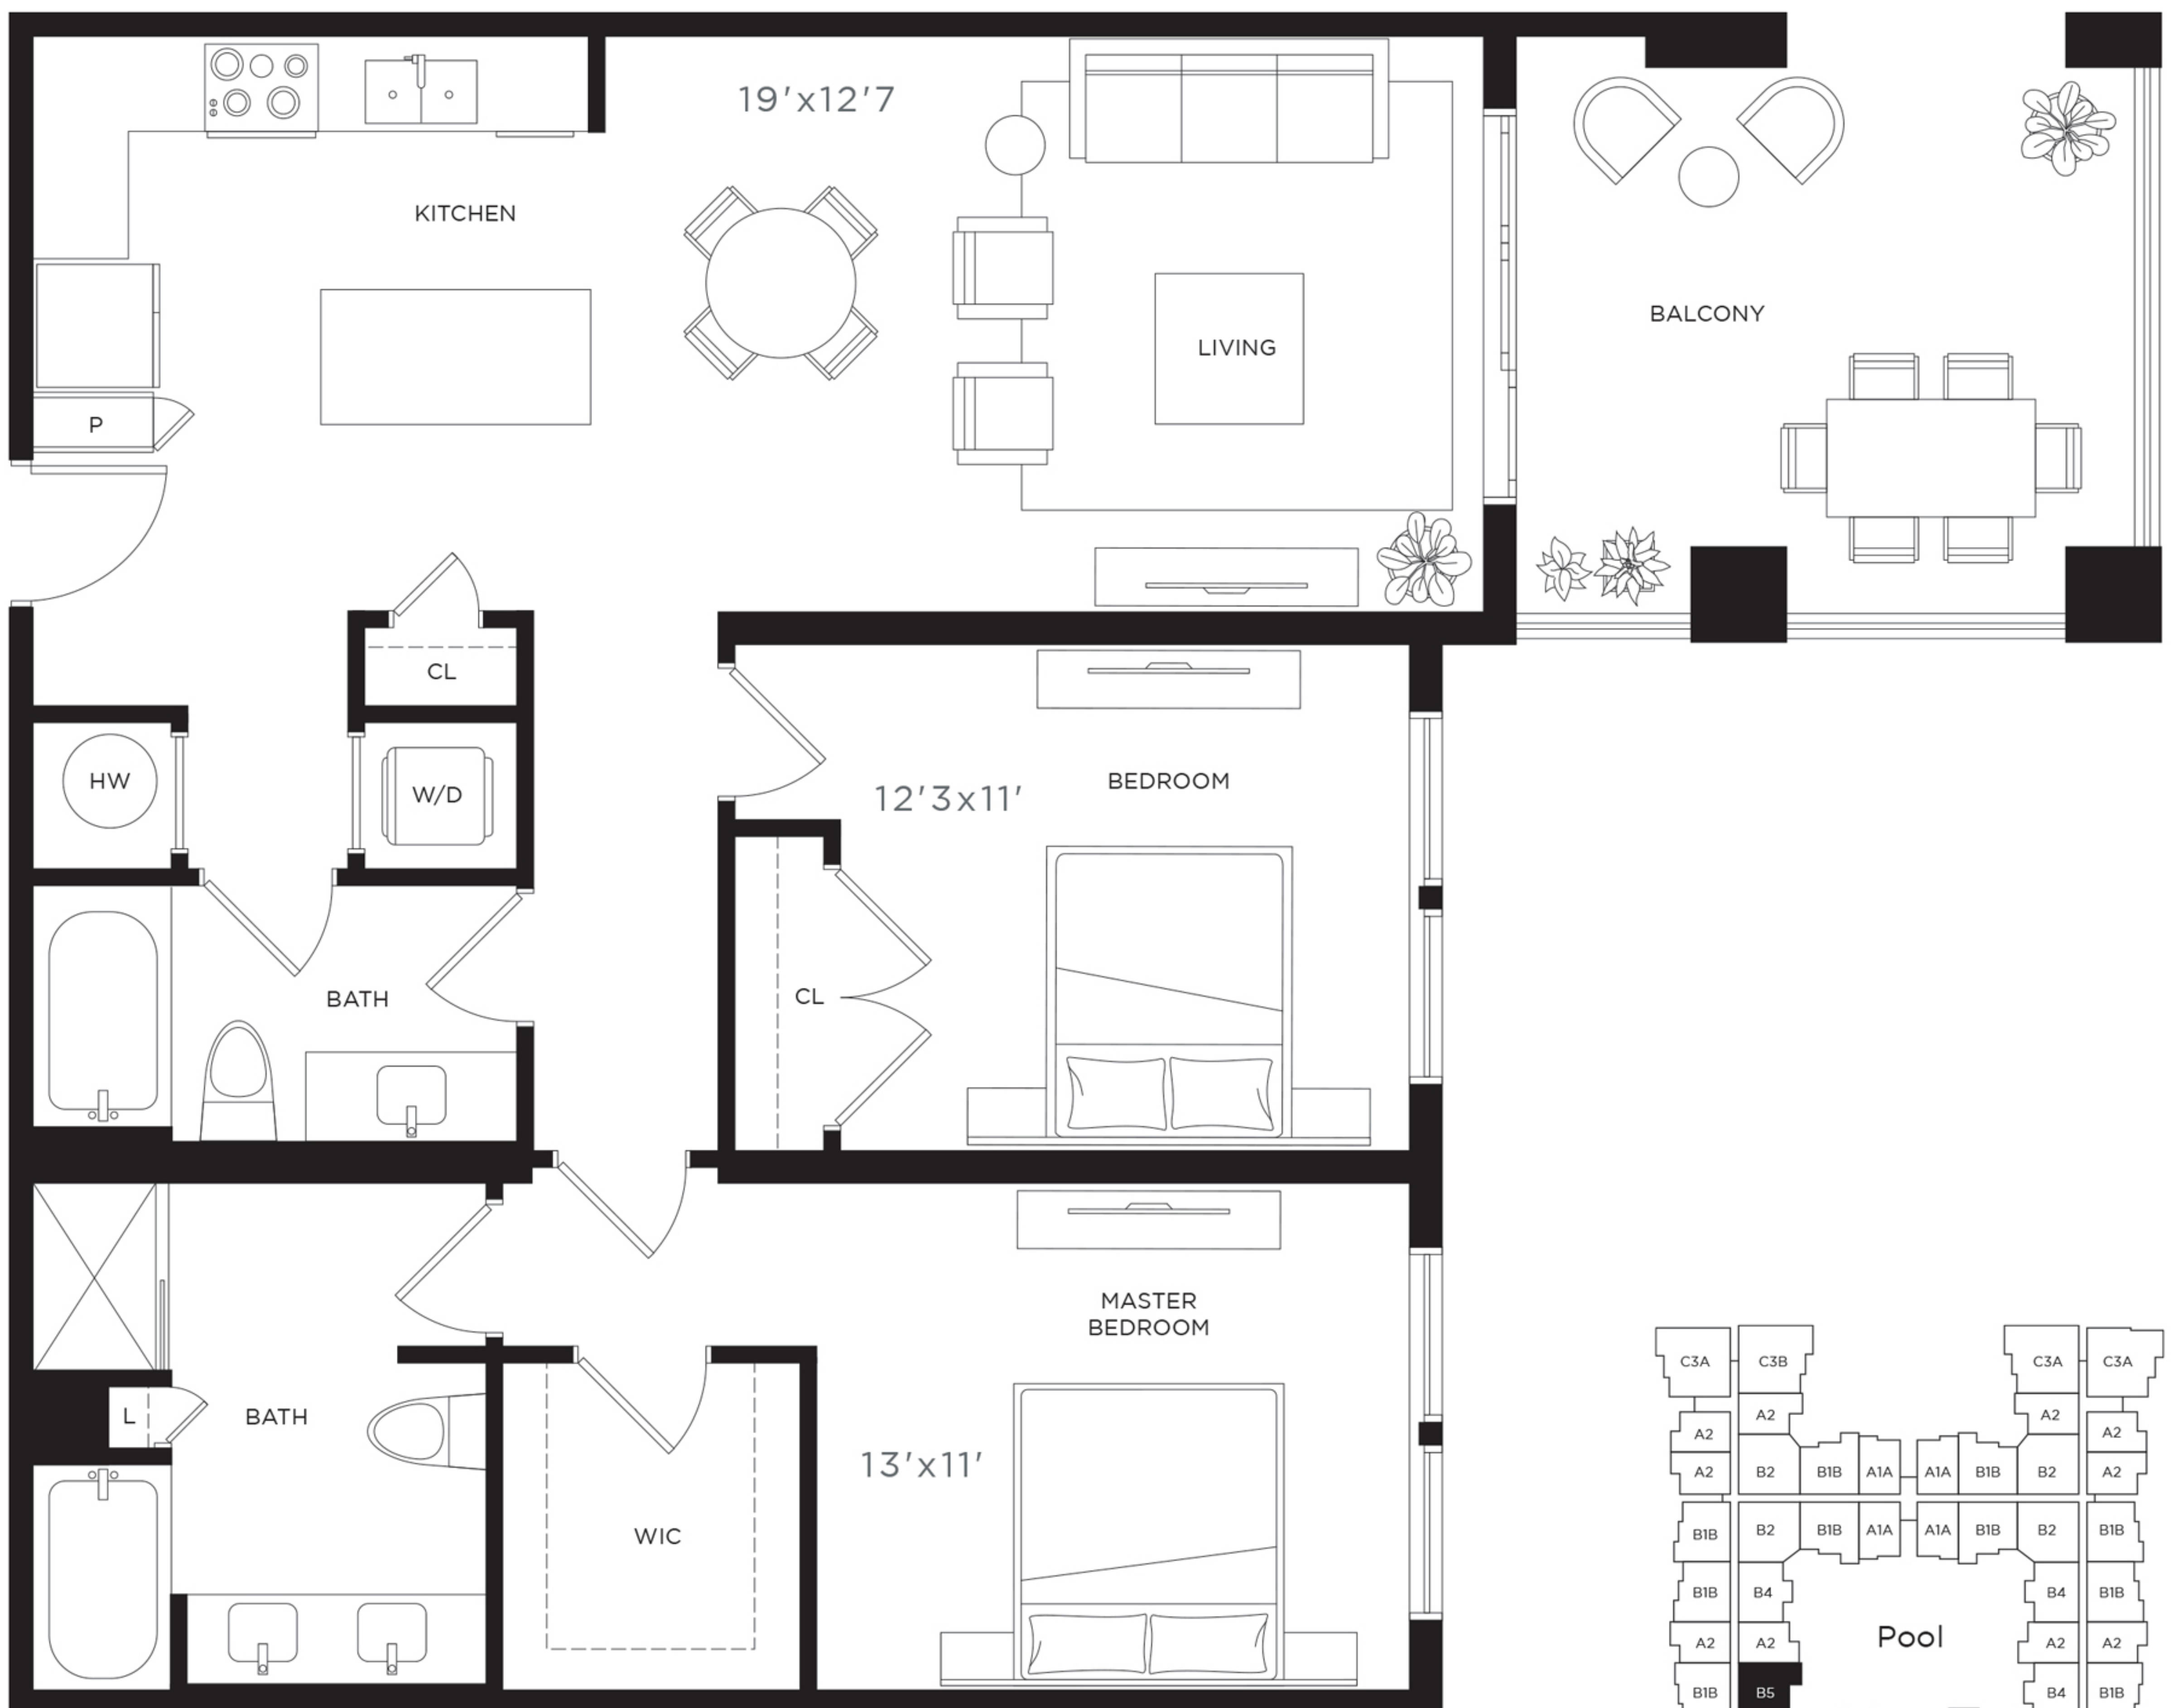 19'x12'7
KITCHEN
LIVING
BALCONY
P
CL
HW
W/D
12'3x11'
BEDROOM
BATH
CL
MASTER
BEDROOM
L
BATH
13'x11'
WIC
C3A C3B C3A C3A
A2 A2
A2 A2
A2 B2 B1B A1A A1A B1B B2 A2
B1B B2 B1B A1A A1A B1B B2 B1B
B1B B4 B4 B1B
Pool
A2 A2 A2 A2
B1B B5 B4 B1B